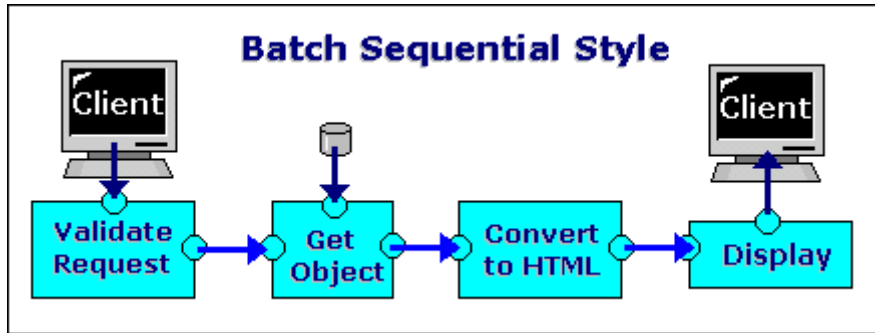 Batch Sequential Style
Client
Client
Validate
Request
Get
Object
Convert
to HTML
Display